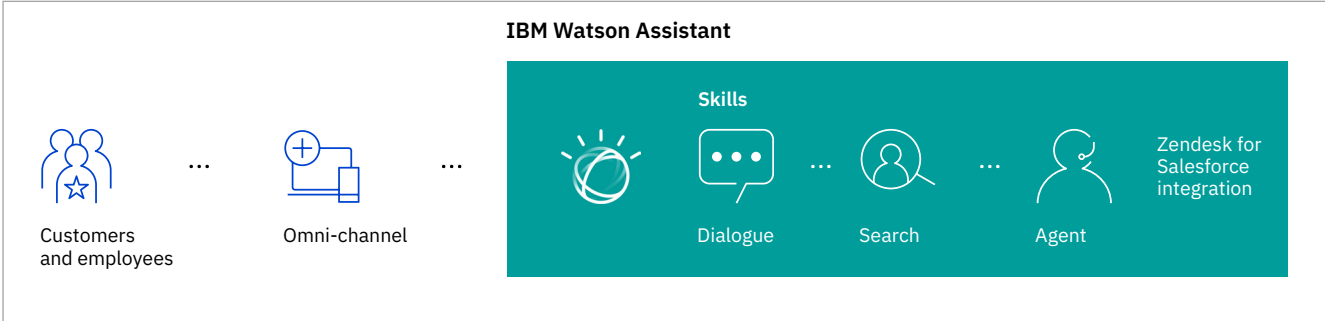 IBM Watson Assistant
Skills
Zendesk for
Salesforce
integration
Customers
and employees
Omni-channel
Dialogue
Search
Agent